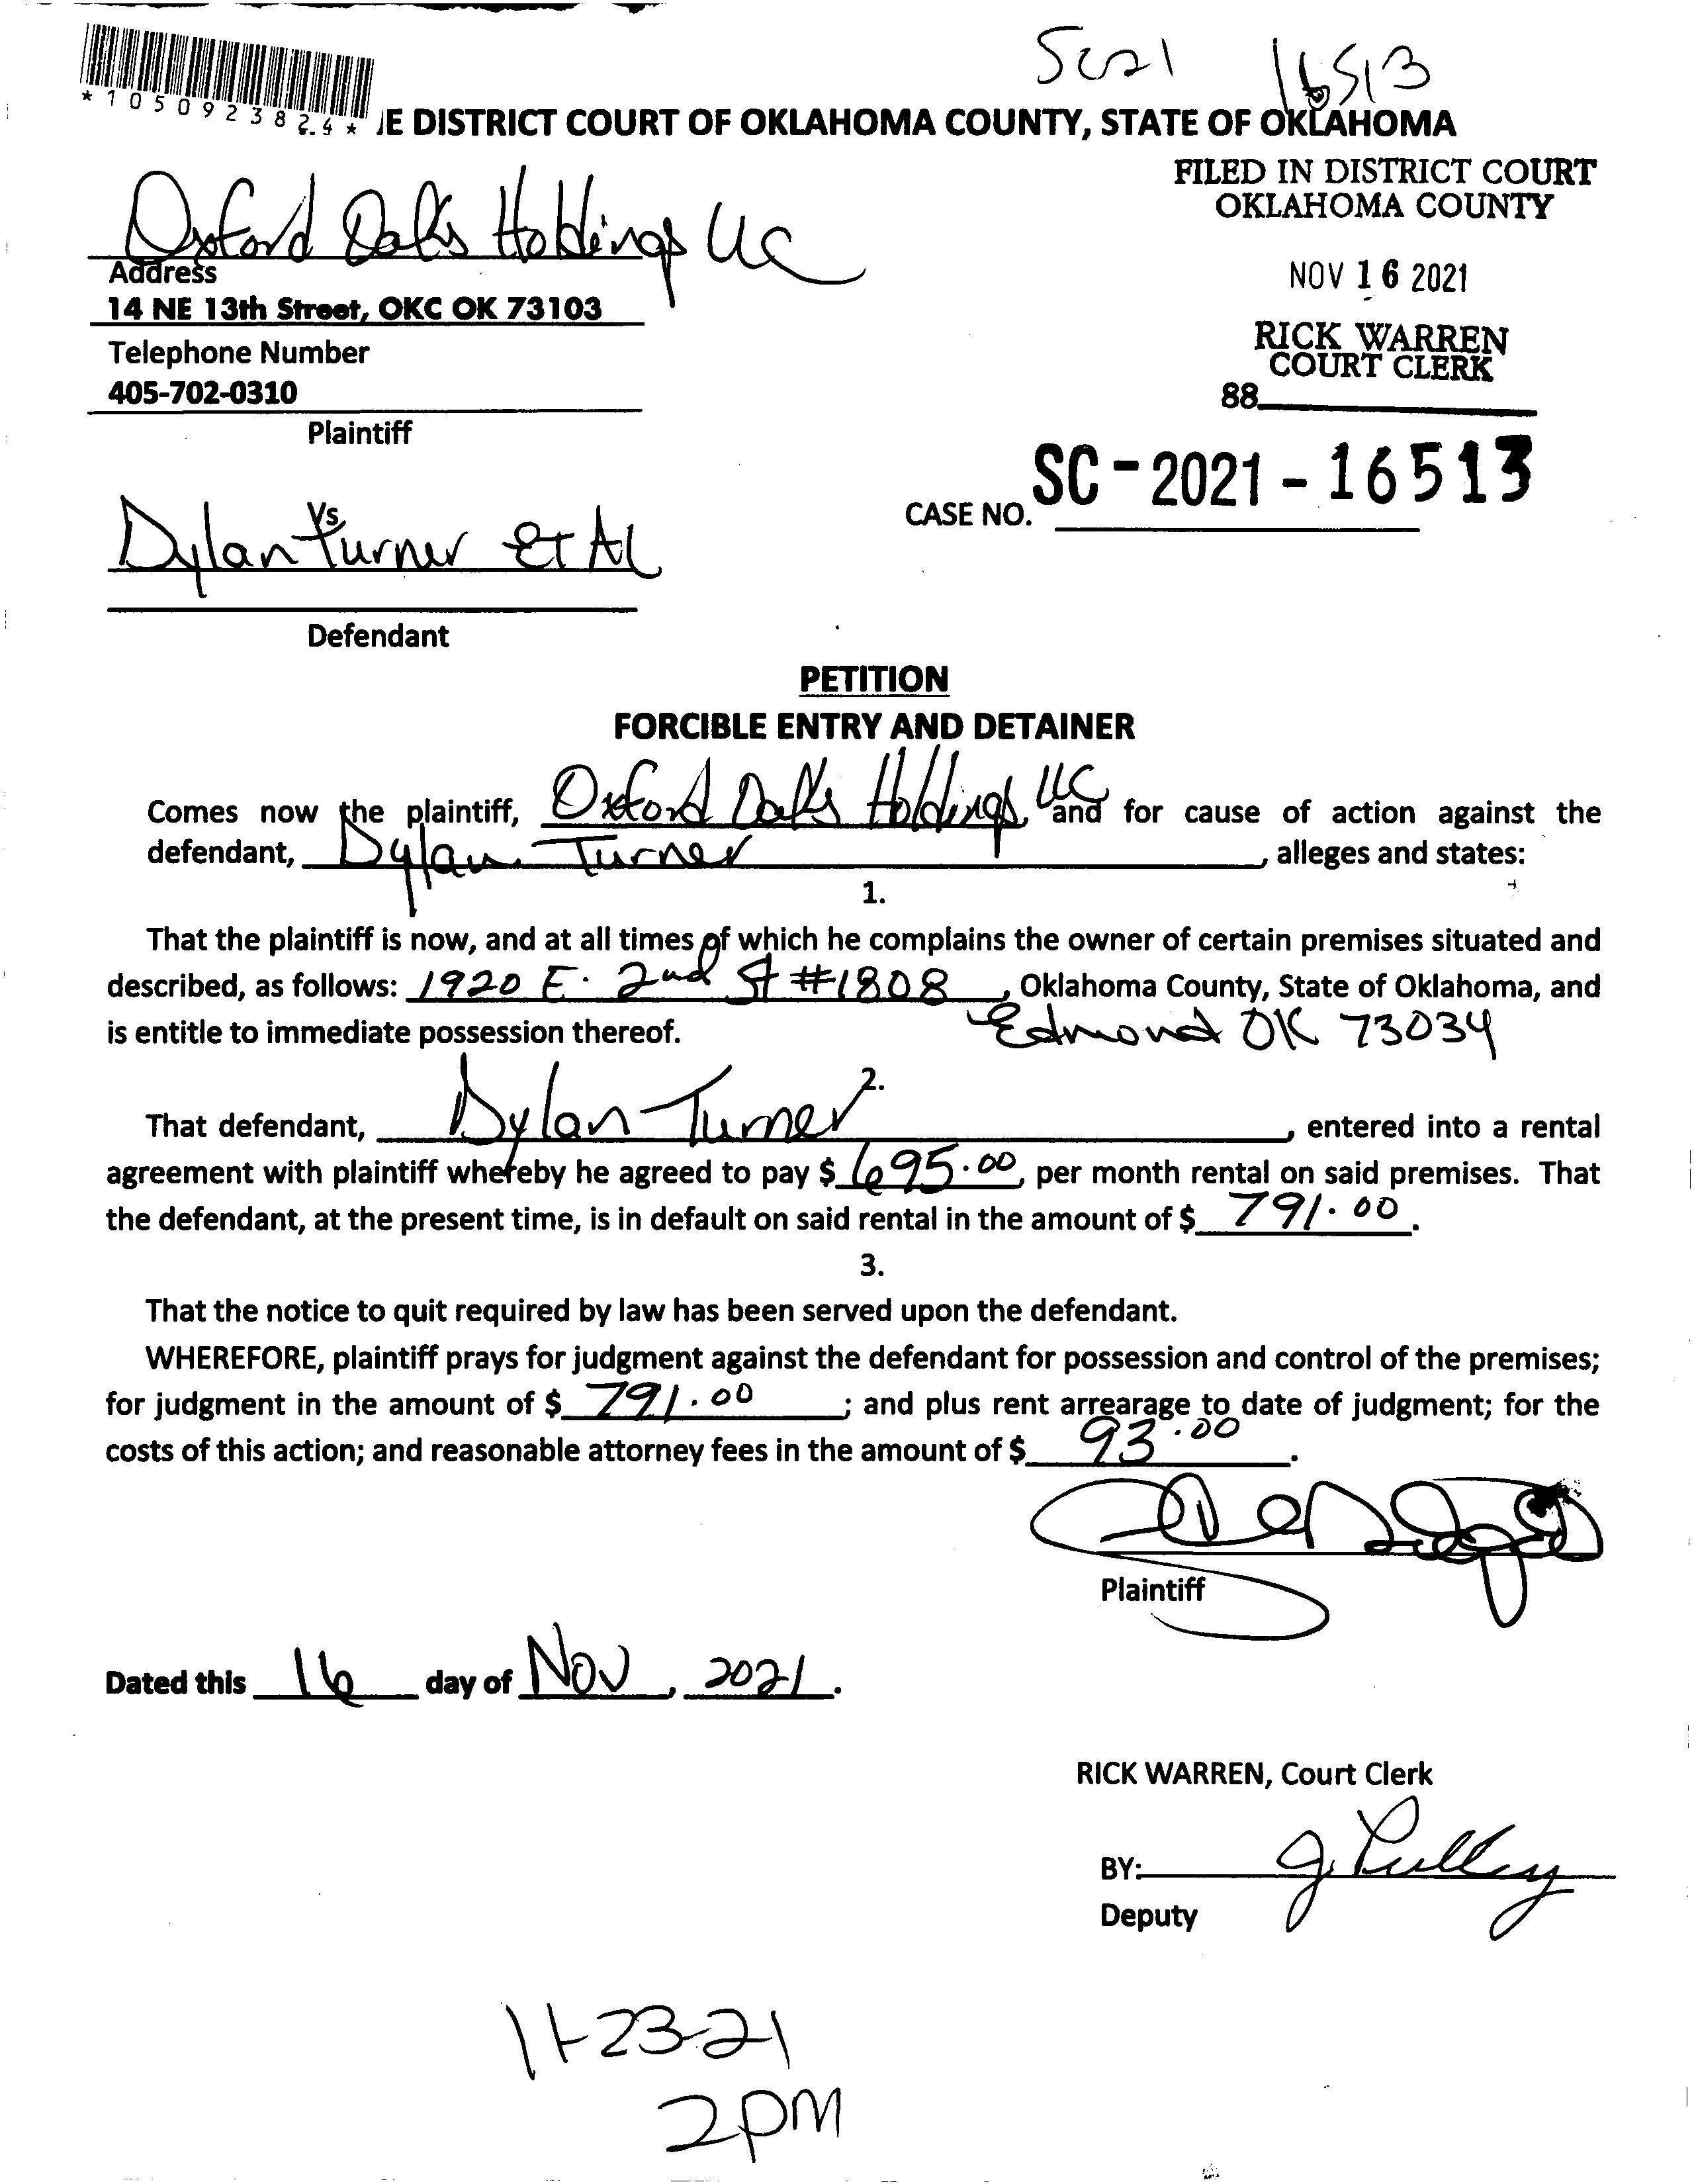 SC21 16513
*1050923824*
E DISTRICT COURT OF OKLAHOMA COUNTY, STATE OF OKLAHOMA
FILED IN DISTRICT COURT
OKLAHOMA COUNTY
Oxford Oaks Holdings LLC
Address
14 NE 13th Street, OKC OK 73103
NOV 16 2021
Telephone Number
405-702-0310
RICK WARREN
COURT CLERK
88
Plaintiff
CASE NO. SC-2021-16513
Vs.
Dylan Turner Et Al
Defendant
PETITION
FORCIBLE ENTRY AND DETAINER
Comes now the plaintiff, Oxford Oaks Holdings, LLC and for cause of action against the
defendant, Dylan Turner, alleges and states:
1.
That the plaintiff is now, and at all times of which he complains the owner of certain premises situated and
described, as follows: 1920 E. 2nd St #1808, Oklahoma County, State of Oklahoma, and
is entitle to immediate possession thereof. Edmond OK 73034
2.
That defendant, Dylan Turner, entered into a rental
agreement with plaintiff whereby he agreed to pay $ 695.00, per month rental on said premises. That
the defendant, at the present time, is in default on said rental in the amount of $ 791.00.
3.
That the notice to quit required by law has been served upon the defendant.
WHEREFORE, plaintiff prays for judgment against the defendant for possession and control of the premises;
for judgment in the amount of $ 791.00; and plus rent arrearage to date of judgment; for the
costs of this action; and reasonable attorney fees in the amount of $ 93.00.
Plaintiff
Dated this 16 day of Nov, 2021.
RICK WARREN, Court Clerk
BY:
Deputy
11-23-21
2PM